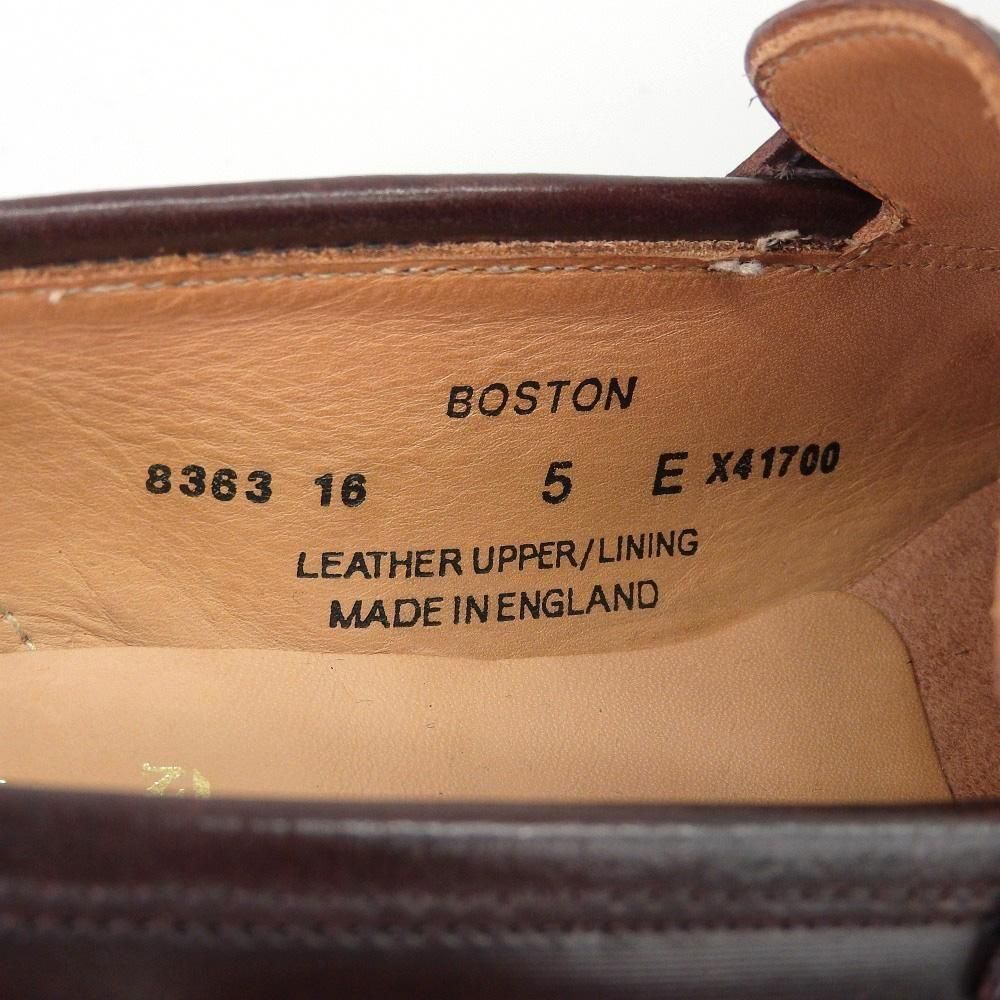 BOSTON
8363 16 5 E X41700
LEATHER UPPER/LINING
MADE IN ENGLAND